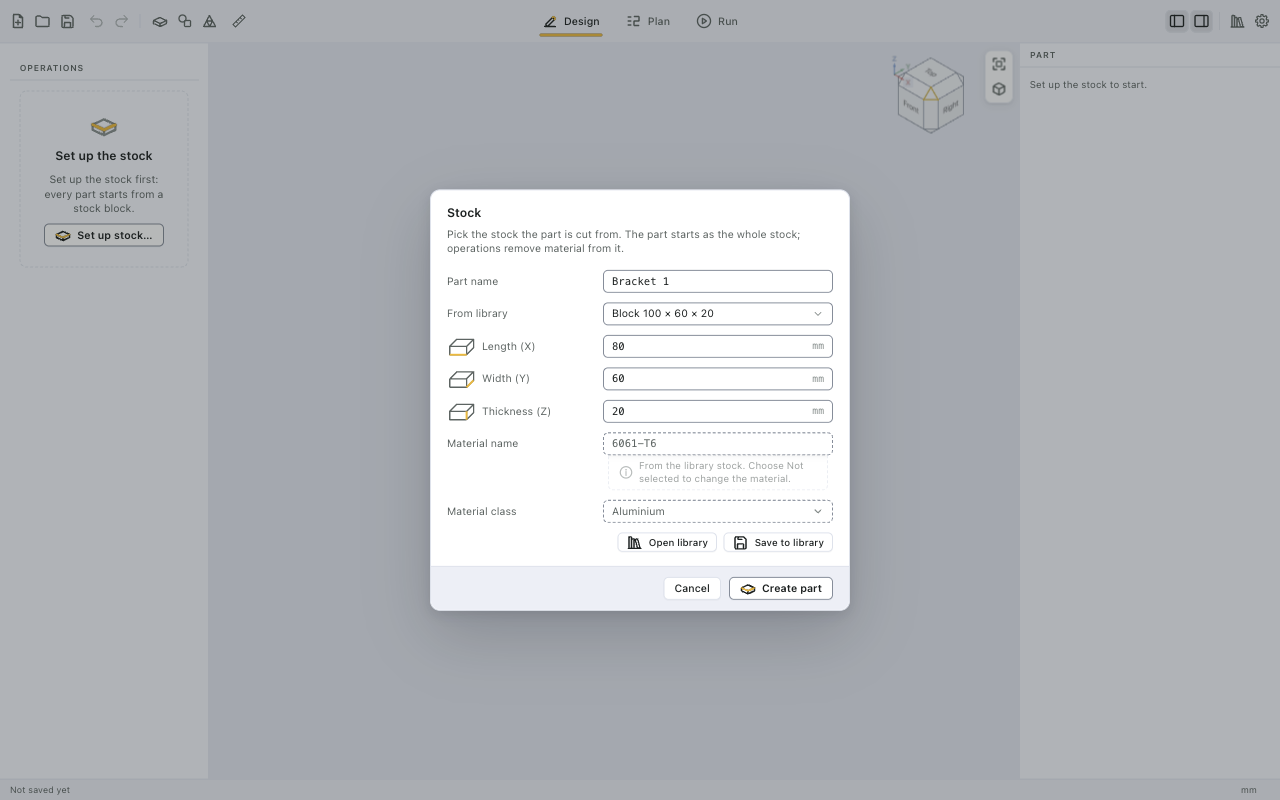 Design
Plan
Run
OPERATIONS
Set up the stock
Set up the stock first:
every part starts from a
stock block.
Set up stock...
Top
Front
Right
Z
PART
Set up the stock to start.
Stock
Pick the stock the part is cut from. The part starts as the whole stock;
operations remove material from it.
Part name
Bracket 1
From library
Block 100 × 60 × 20
Length (X)
80
mm
Width (Y)
60
mm
Thickness (Z)
20
mm
Material name
6061-T6
From the library stock. Choose Not
selected to change the material.
Material class
Aluminium
Open library
Save to library
Cancel
Create part
Not saved yet
mm